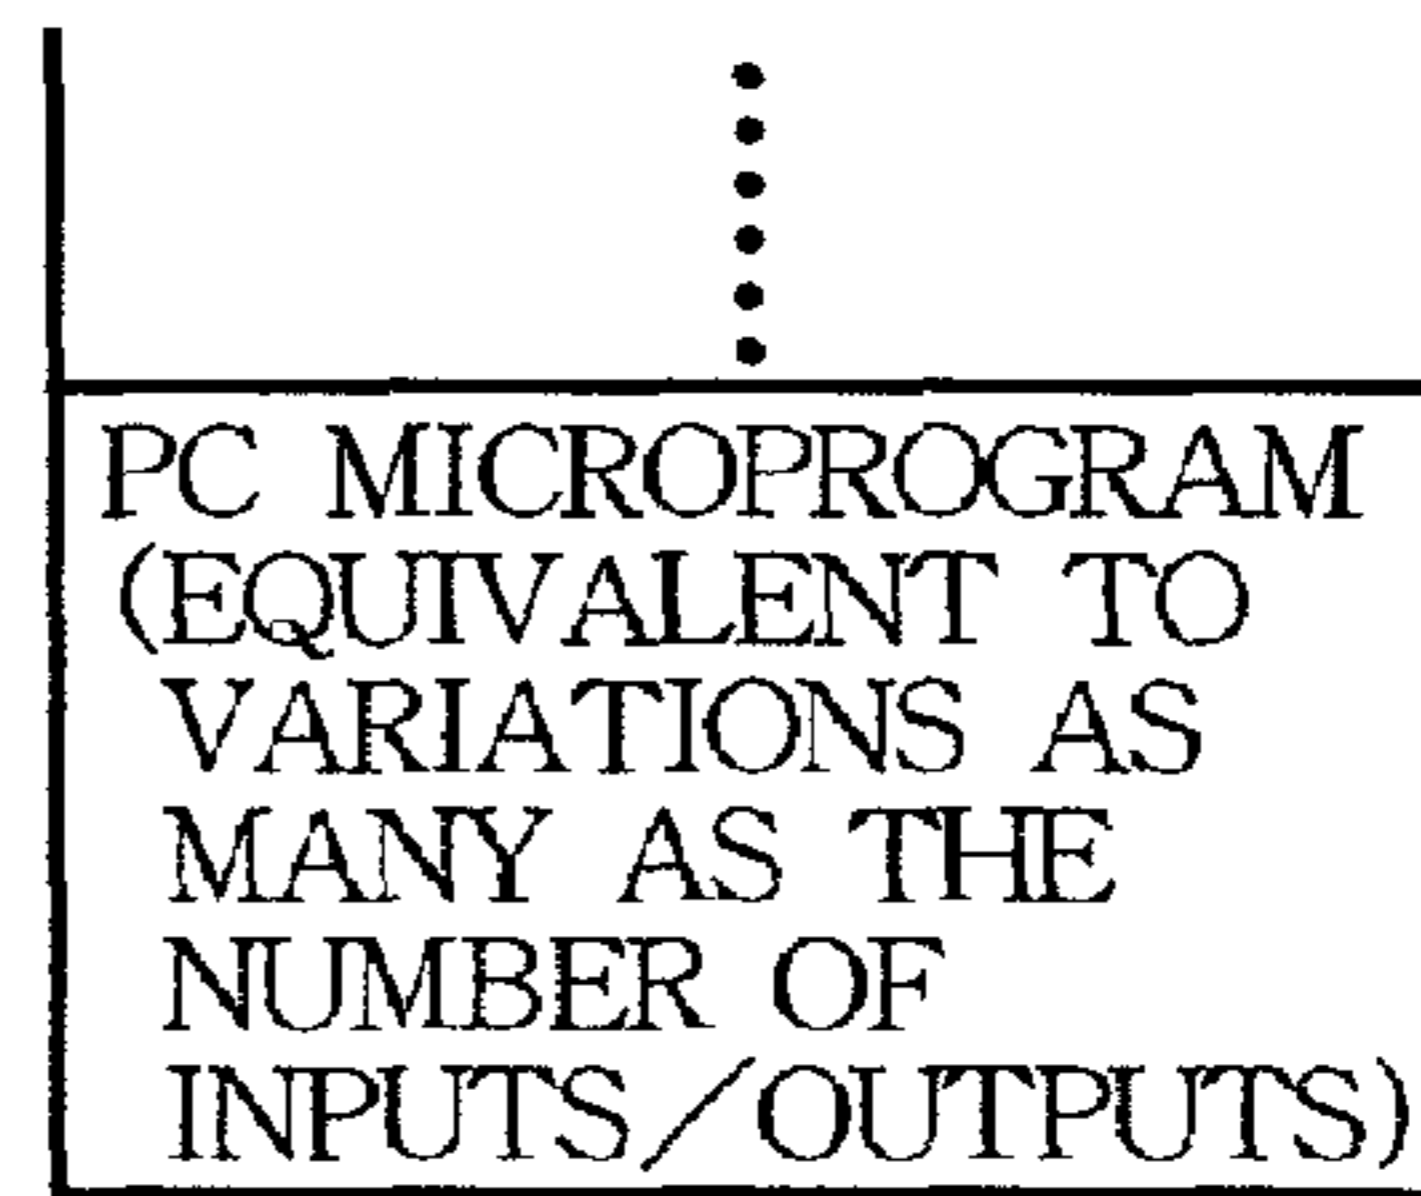 PC MICROPROGRAM
(EQUIVALENT TO
VARIATIONS AS
MANY AS THE
NUMBER OF
INPUTS/OUTPUTS)